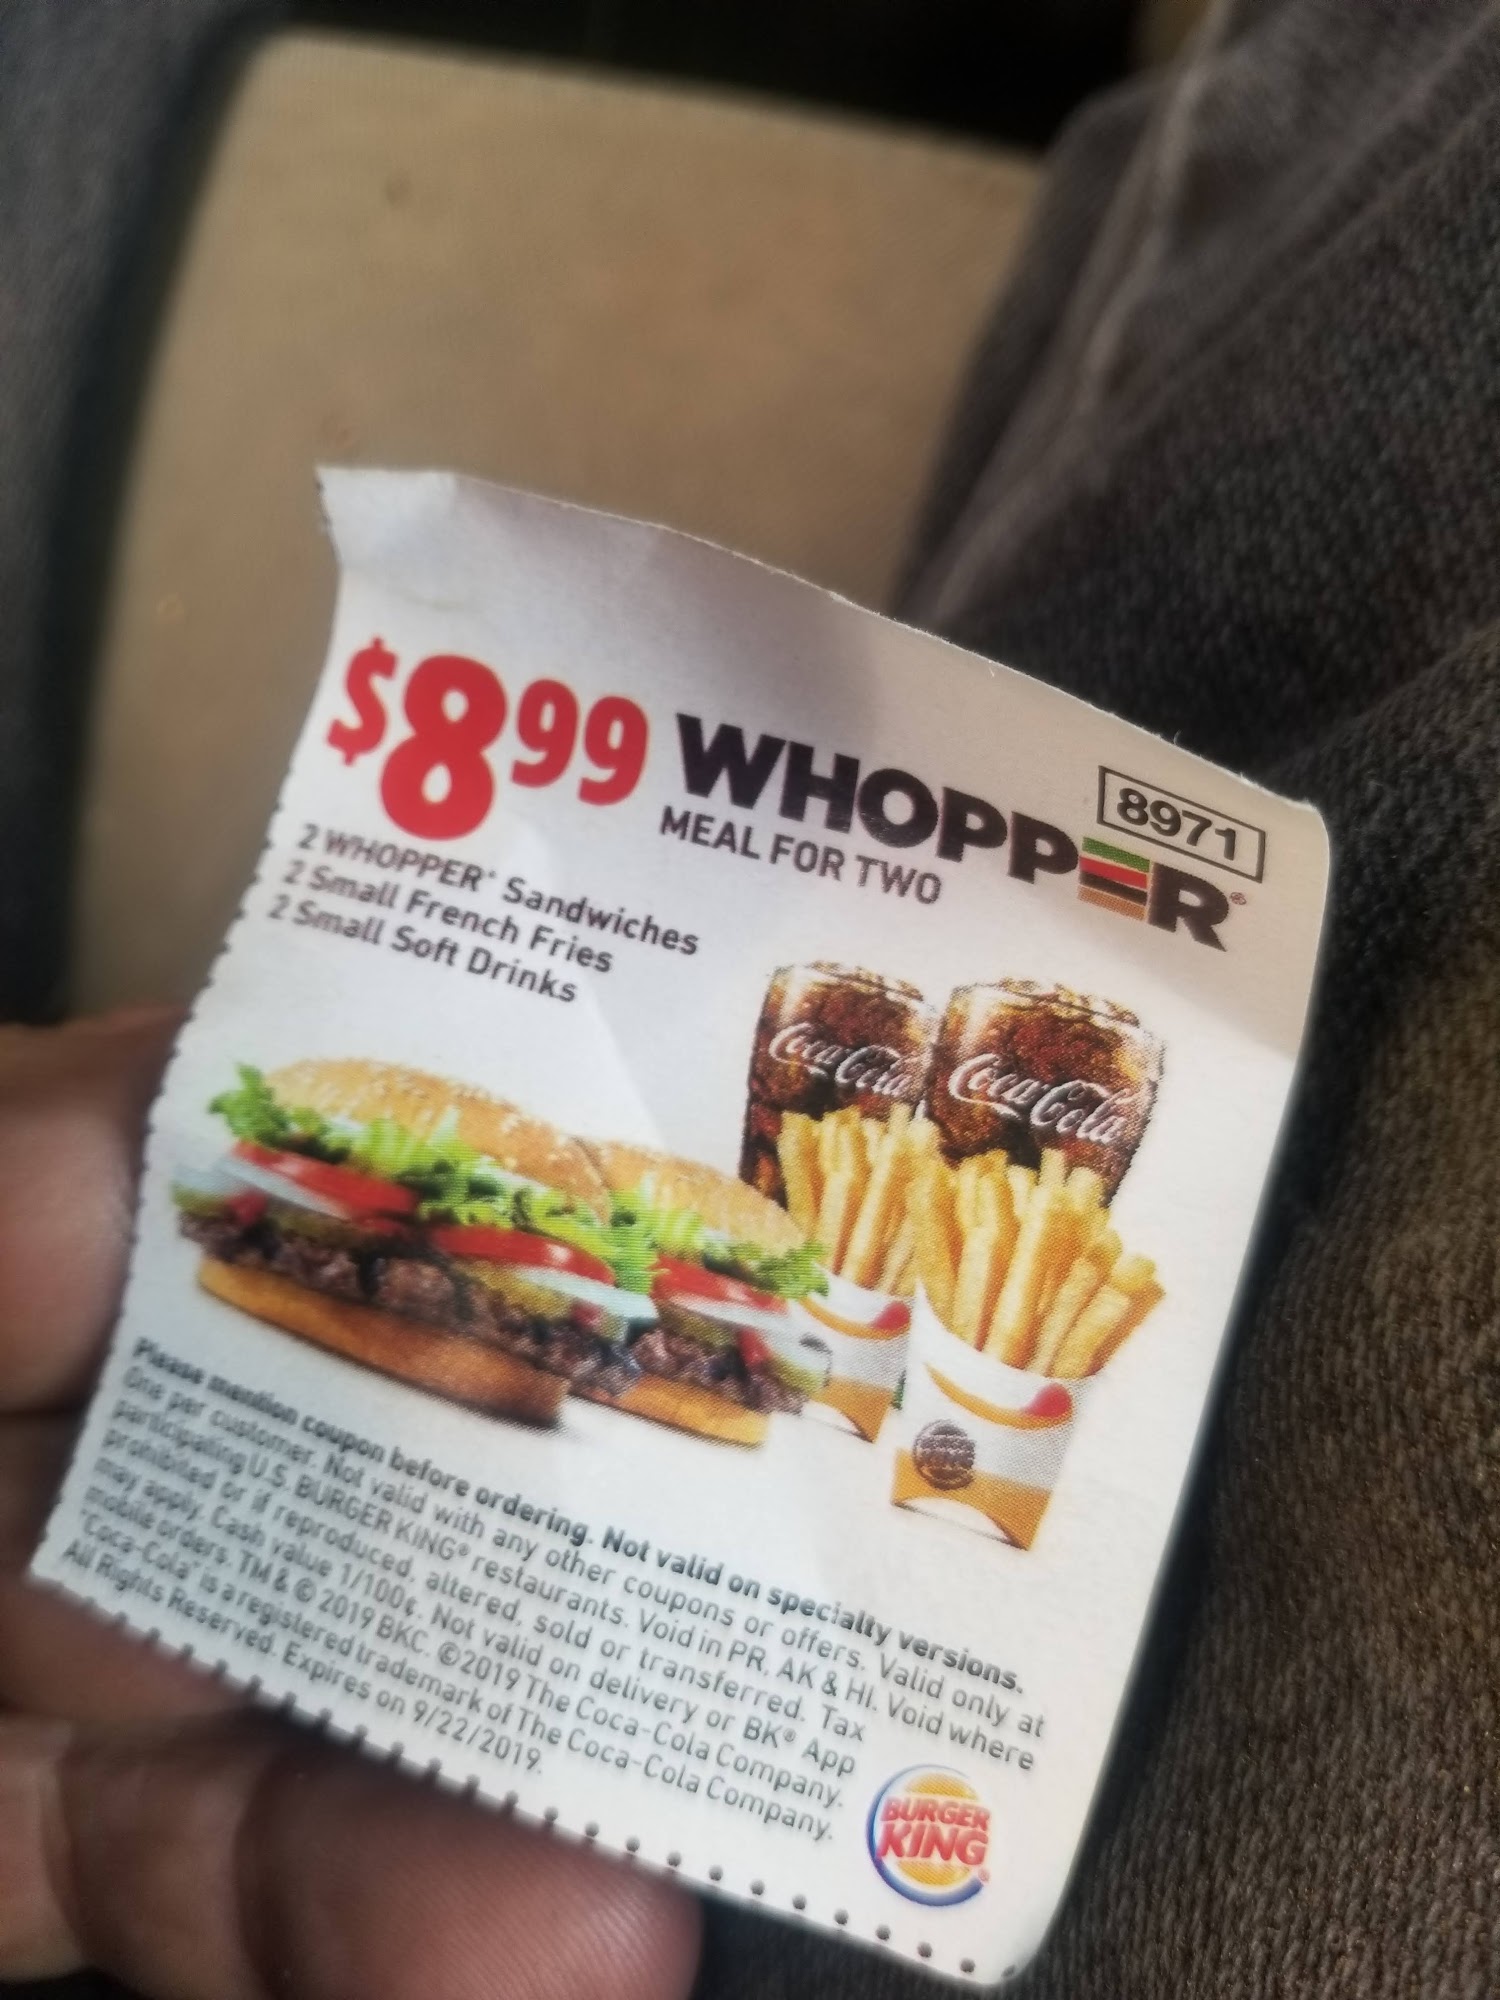 $8.99 WHOPPER®
8971
MEAL FOR TWO
2 WHOPPER® Sandwiches
2 Small French Fries
2 Small Soft Drinks
Coca-Cola
Coca-Cola
BURGER KING
Please mention coupon before ordering. Not valid on specialty versions.
One per customer. Not valid with any other coupons or offers. Valid only at
participating U.S. BURGER KING® restaurants. Void in PR, AK & HI. Void where
prohibited or if reproduced, altered, sold or transferred. Tax
may apply. Cash value 1/100¢. Not valid on delivery or BK® App
mobile orders. TM & © 2019 BKC. ©2019 The Coca-Cola Company.
"Coca-Cola" is a registered trademark of The Coca-Cola Company.
All Rights Reserved. Expires on 9/22/2019.
BURGER
KING®